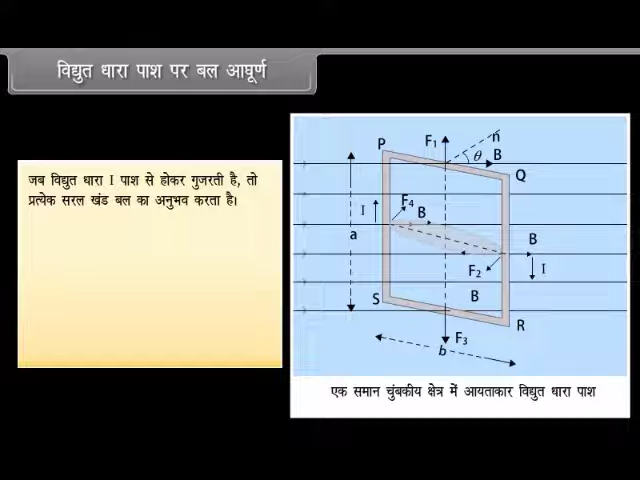 विद्युत धारा पाश पर बल आघूर्ण
जब विद्युत धारा I पाश से होकर गुजरती है, तो
प्रत्येक सरल खंड बल का अनुभव करता है।
P
F1
n
θ
B
Q
I
F4
B
a
B
F2
I
S
B
R
F3
b
एक समान चुंबकीय क्षेत्र में आयताकार विद्युत धारा पाश